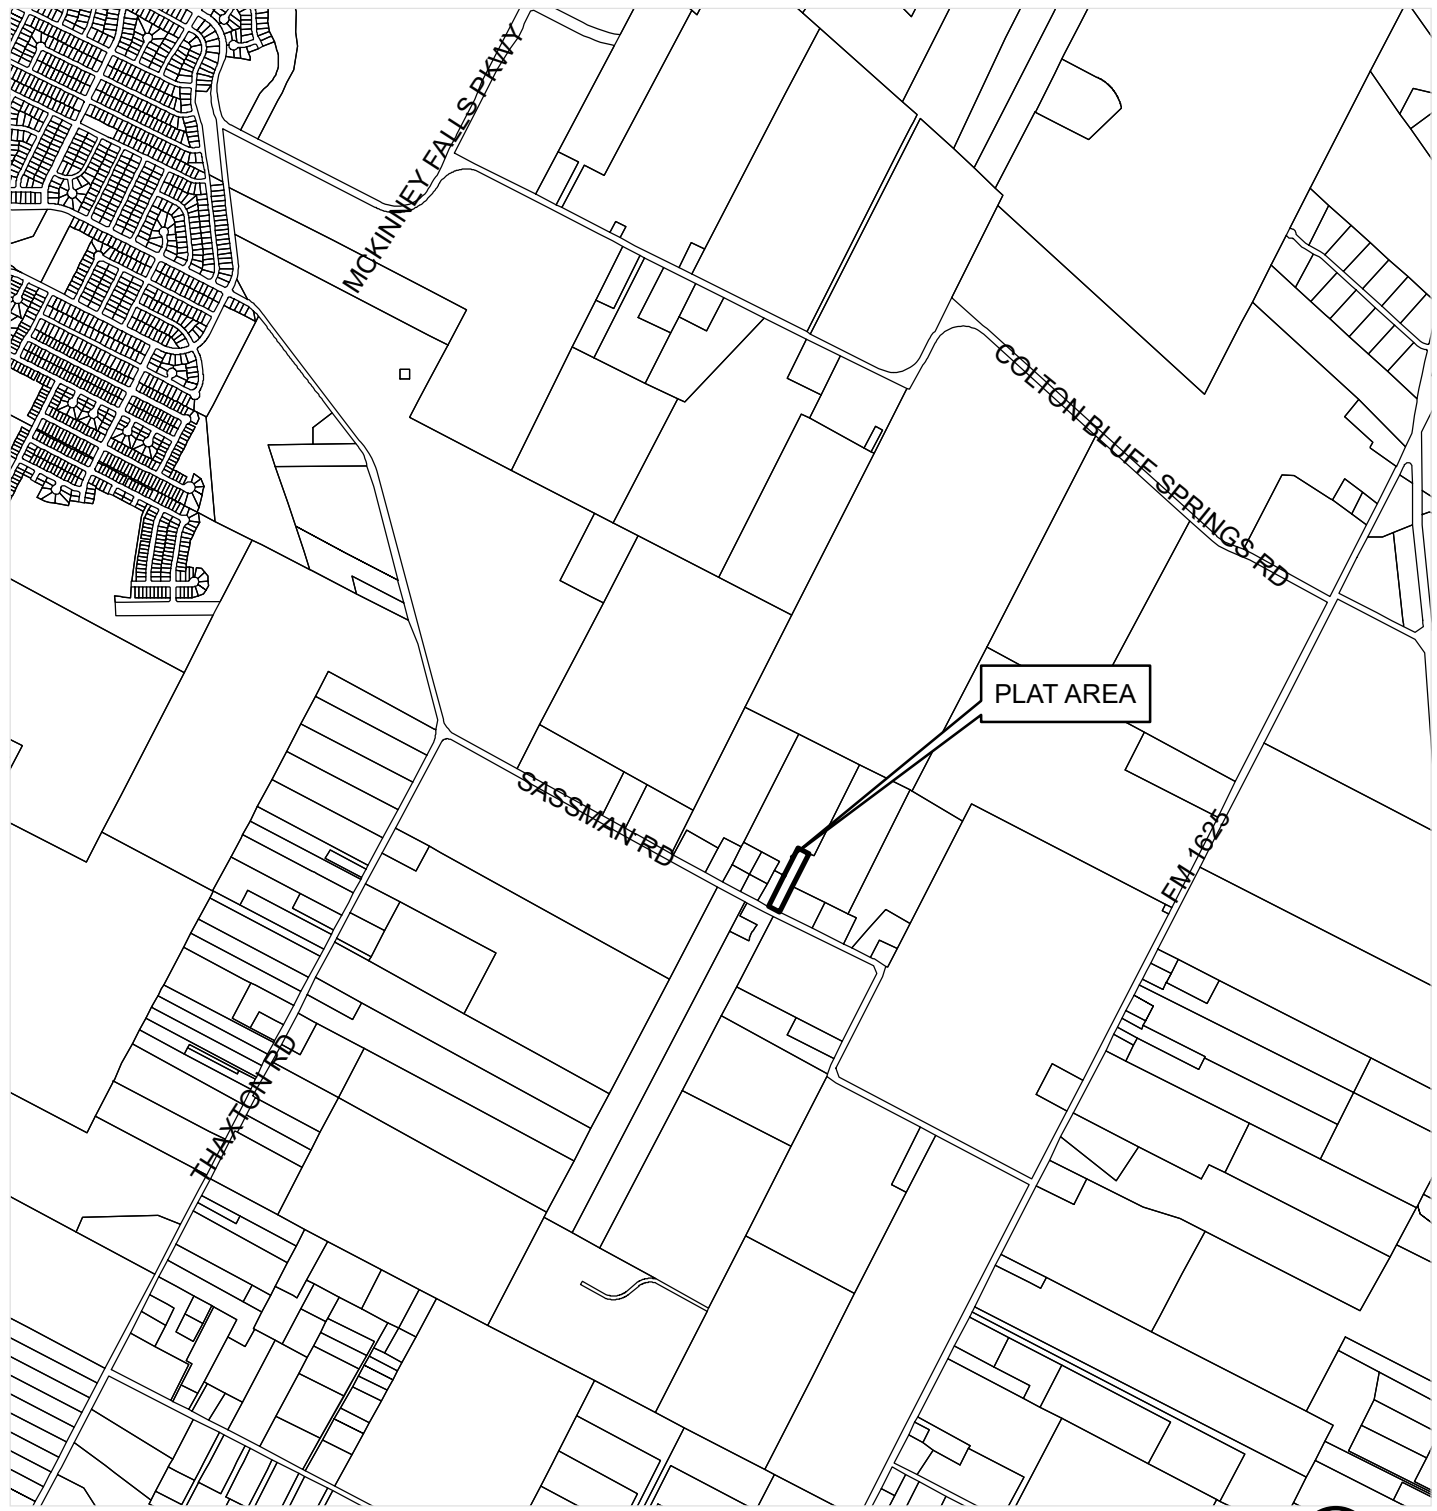 MCKINNEY FALLS PKWY
COLTON BLUFF SPRINGS RD
PLAT AREA
SASSMAN RD
FM 1625
THAXTON RD